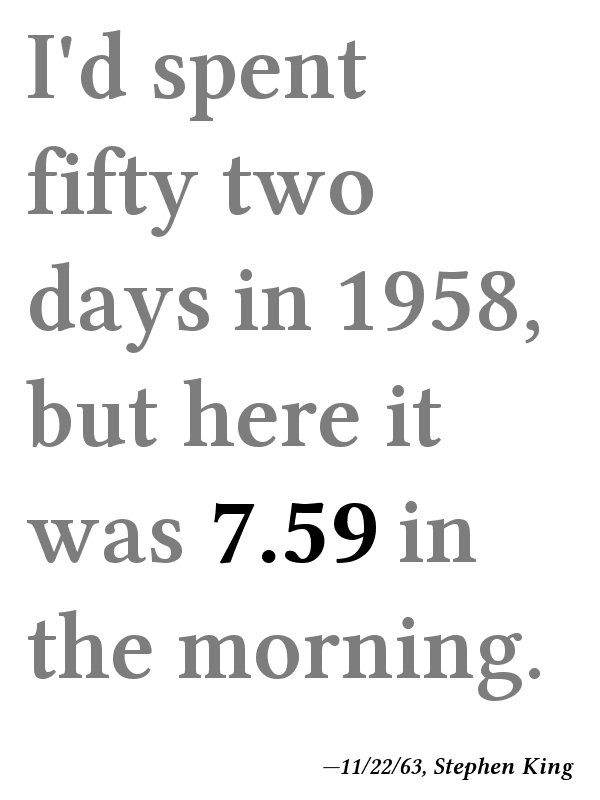 I'd spent
fifty two
days in 1958,
but here it
was 7.59 in
the morning.
—11/22/63, Stephen King